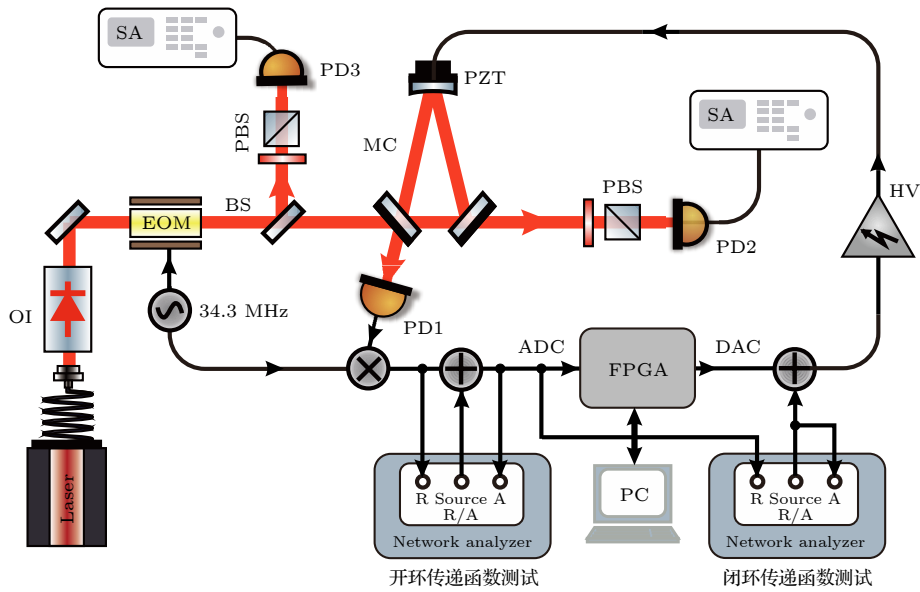 SA
PD3
PZT
PBS
MC
SA
PBS
HV
BS
EOM
PD2
OI
34.3 MHz
PD1
ADC
FPGA
DAC
Laser
R Source A
R/A
Network analyzer
PC
R Source A
R/A
Network analyzer
开环传递函数测试
闭环传递函数测试